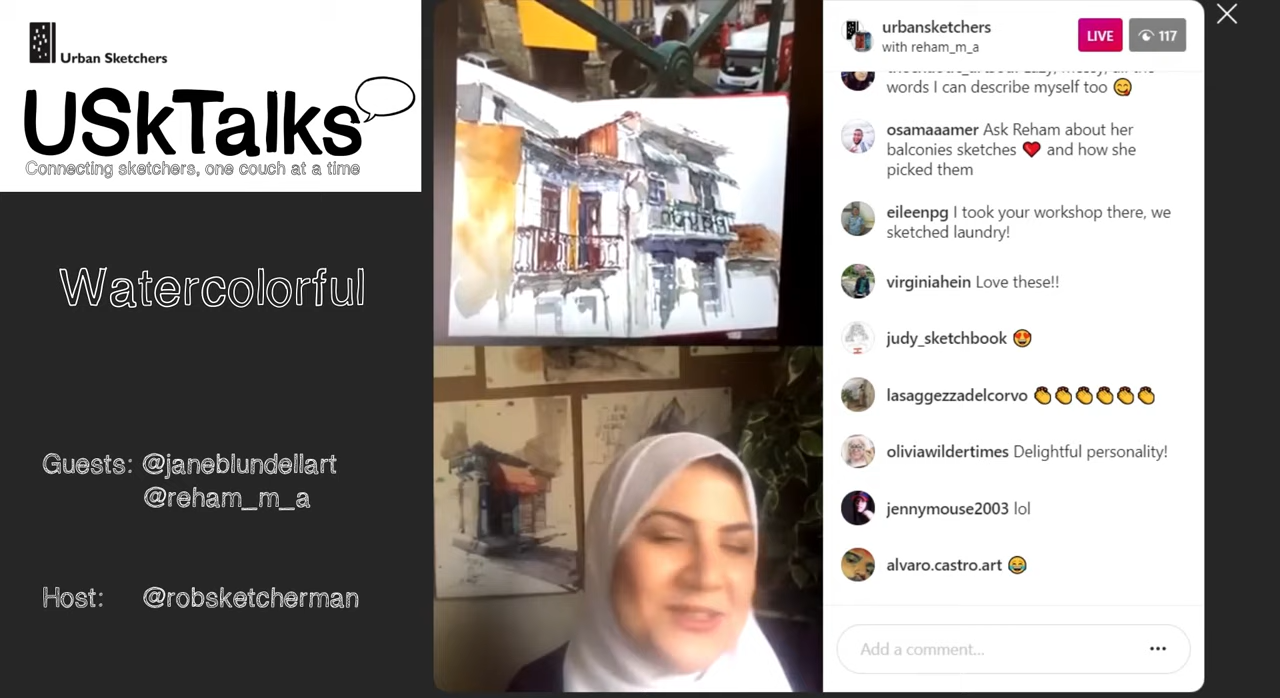 Urban Sketchers
USkTalks
Connecting sketchers, one couch at a time
Watercolorful
Guests: @janeblundellart
@reham_m_a
Host: @robsketcherman
urbansketchers
with reham_m_a
LIVE
117
words I can describe myself too 😋
osamaaamer Ask Reham about her
balconies sketches ❤️ and how she
picked them
eileenpg I took your workshop there, we
sketched laundry!
virginiahein Love these!!
judy_sketchbook 😍
lasaggezzadelcorvo 👏👏👏👏👏👏
oliviawildertimes Delightful personality!
jennymouse2003 lol
alvaro.castro.art 😂
Add a comment...